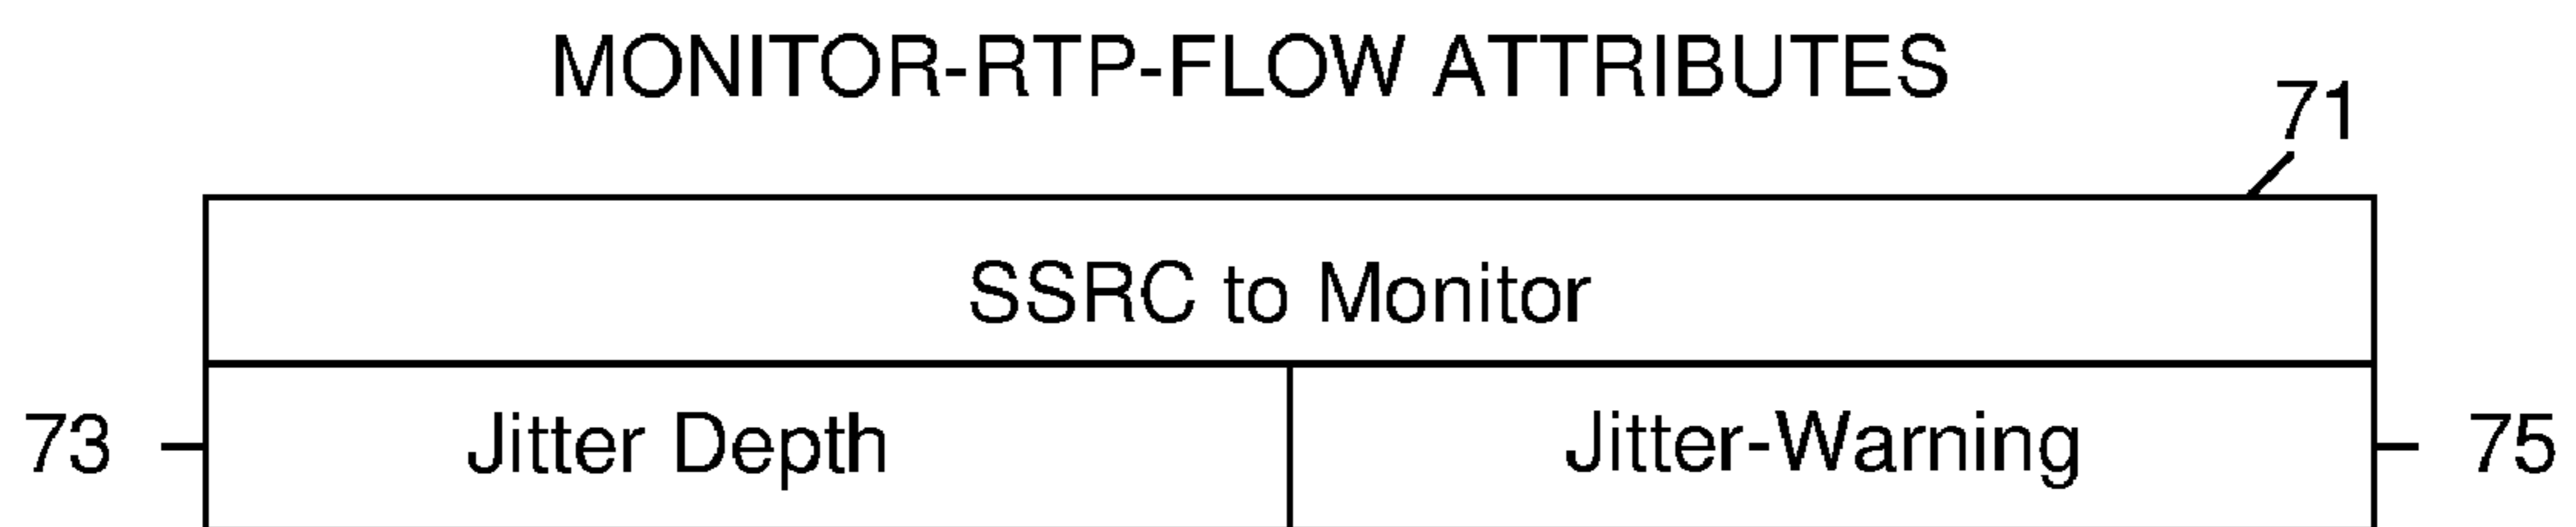 MONITOR-RTP-FLOW ATTRIBUTES
71
SSRC to Monitor
73 Jitter Depth Jitter-Warning 75